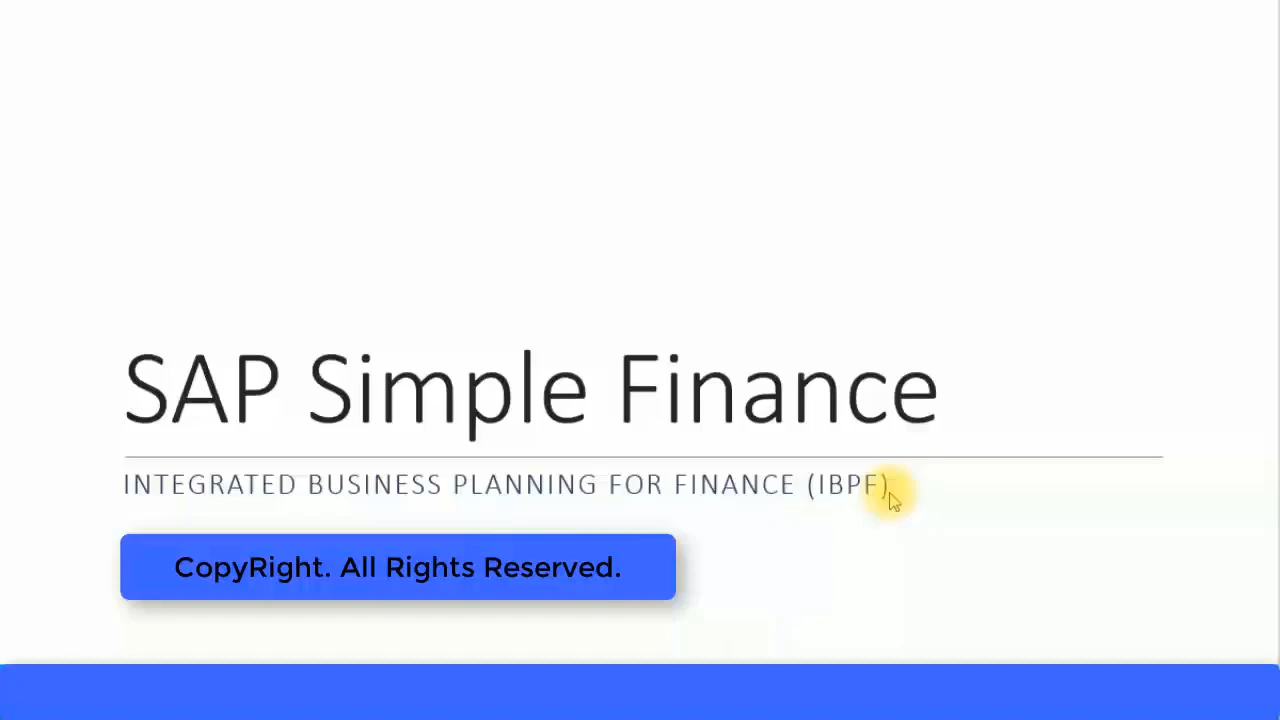 SAP Simple Finance
INTEGRATED BUSINESS PLANNING FOR FINANCE (IBPF)
CopyRight. All Rights Reserved.